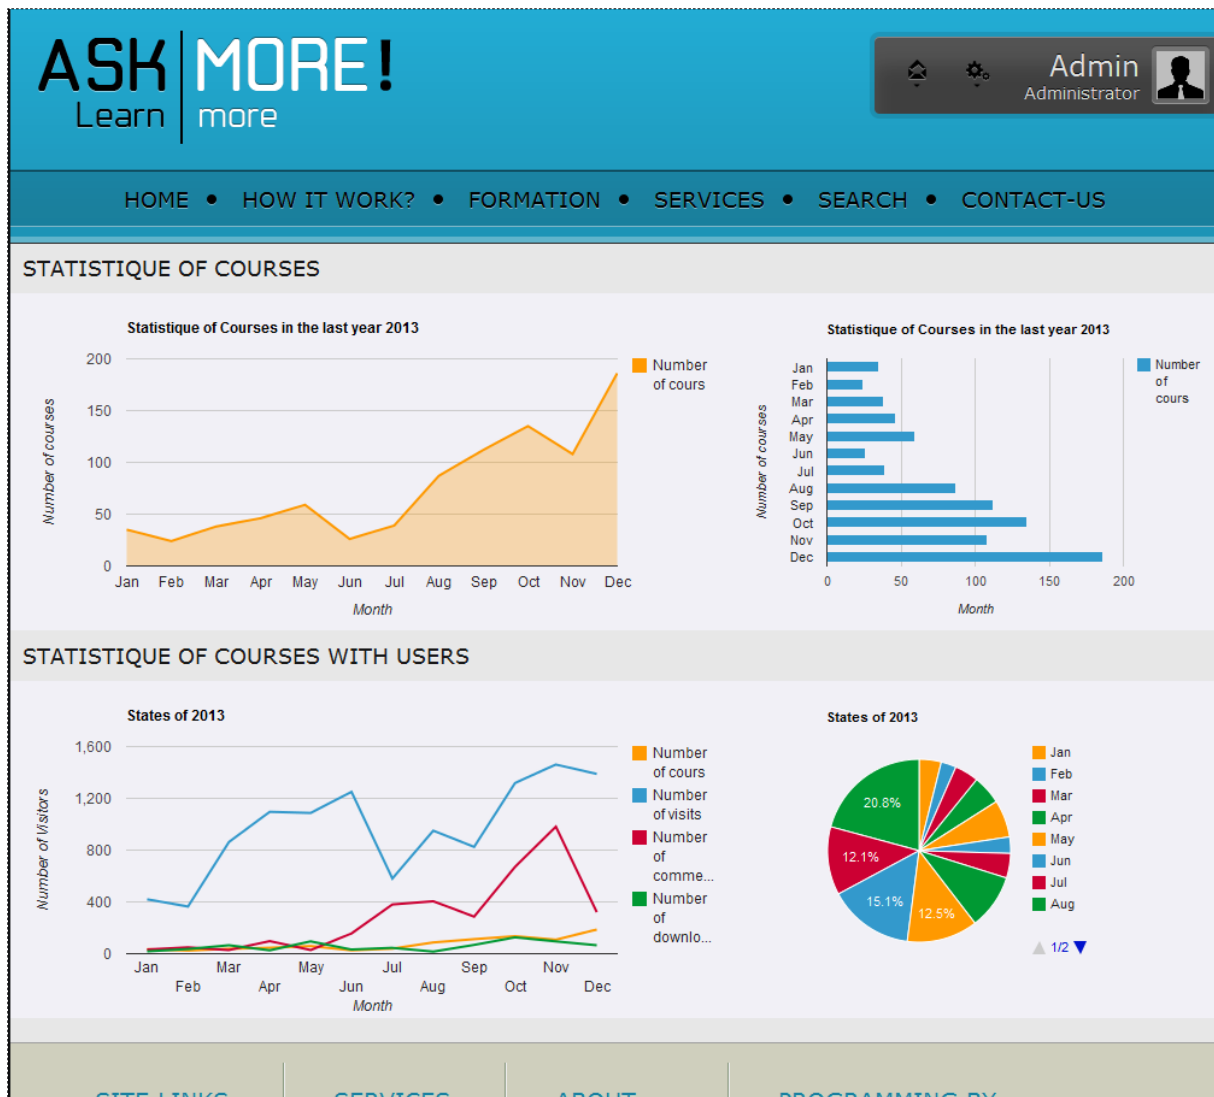 ASK MORE!
Learn more
Admin
Administrator
HOME • HOW IT WORK? • FORMATION • SERVICES • SEARCH • CONTACT-US
STATISTIQUE OF COURSES
Statistique of Courses in the last year 2013
200
150
100
50
0
Number of courses
Jan Feb Mar Apr May Jun Jul Aug Sep Oct Nov Dec
Month
Number
of cours
Statistique of Courses in the last year 2013
Number of courses
Jan
Feb
Mar
Apr
May
Jun
Jul
Aug
Sep
Oct
Nov
Dec
0 50 100 150 200
Month
Number
of
cours
STATISTIQUE OF COURSES WITH USERS
States of 2013
1,600
1,200
800
400
0
Number of Visitors
Jan Mar May Jul Sep Nov
Feb Apr Jun Aug Oct Dec
Month
Number
of cours
Number
of visits
Number
of
comme...
Number
of
downlo...
States of 2013
20.8%
12.1%
15.1%
12.5%
Jan
Feb
Mar
Apr
May
Jun
Jul
Aug
1/2
SITE LINKS SERVICES ABOUT PROGRAMMING BY